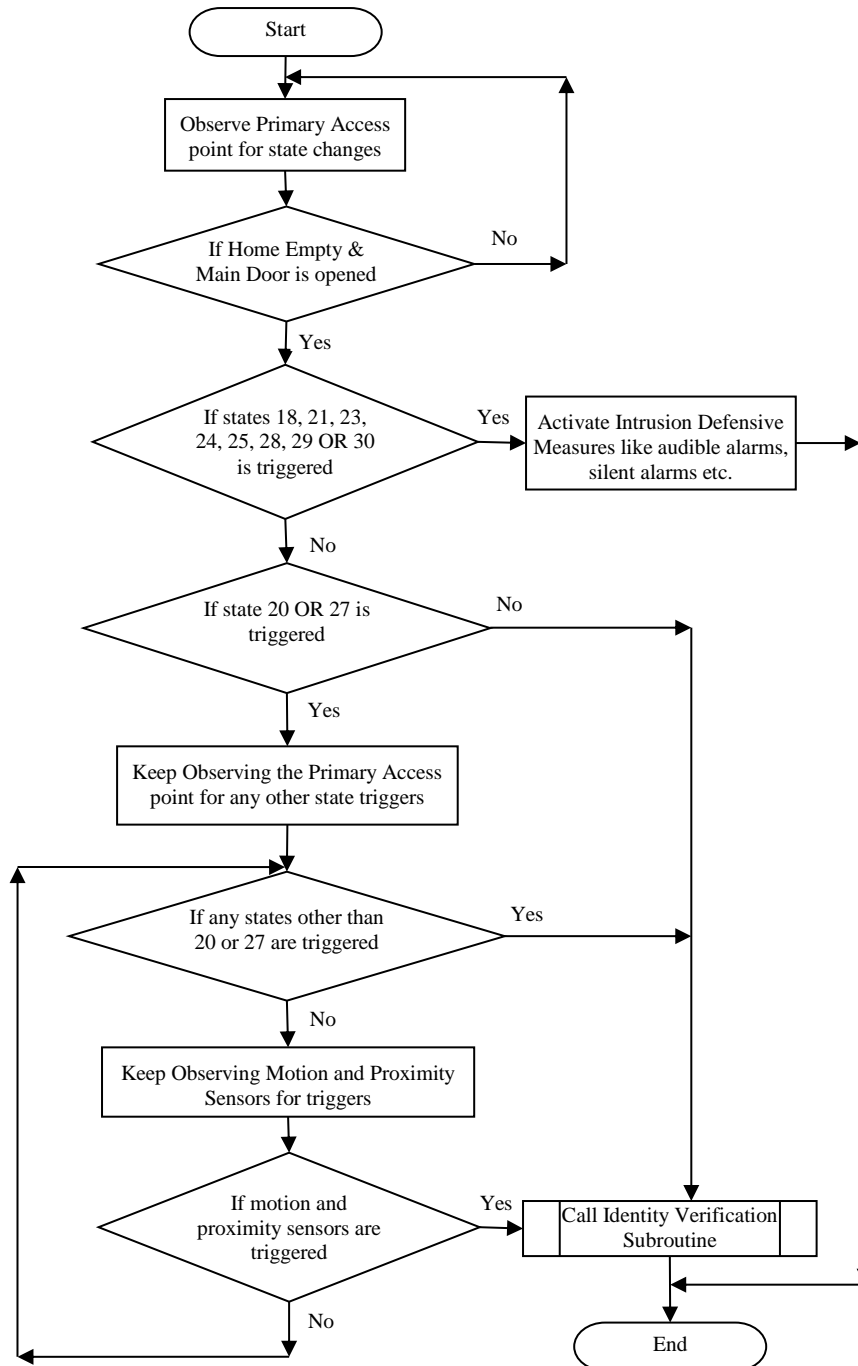 Start
Observe Primary Access
point for state changes
If Home Empty &
Main Door is opened
No
Yes
If states 18, 21, 23,
24, 25, 28, 29 OR 30
is triggered
Yes
Activate Intrusion Defensive
Measures like audible alarms,
silent alarms etc.
No
If state 20 OR 27 is
triggered
No
Yes
Keep Observing the Primary Access
point for any other state triggers
If any states other than
20 or 27 are triggered
Yes
No
Keep Observing Motion and Proximity
Sensors for triggers
If motion and
proximity sensors are
triggered
Yes
Call Identity Verification
Subroutine
No
End